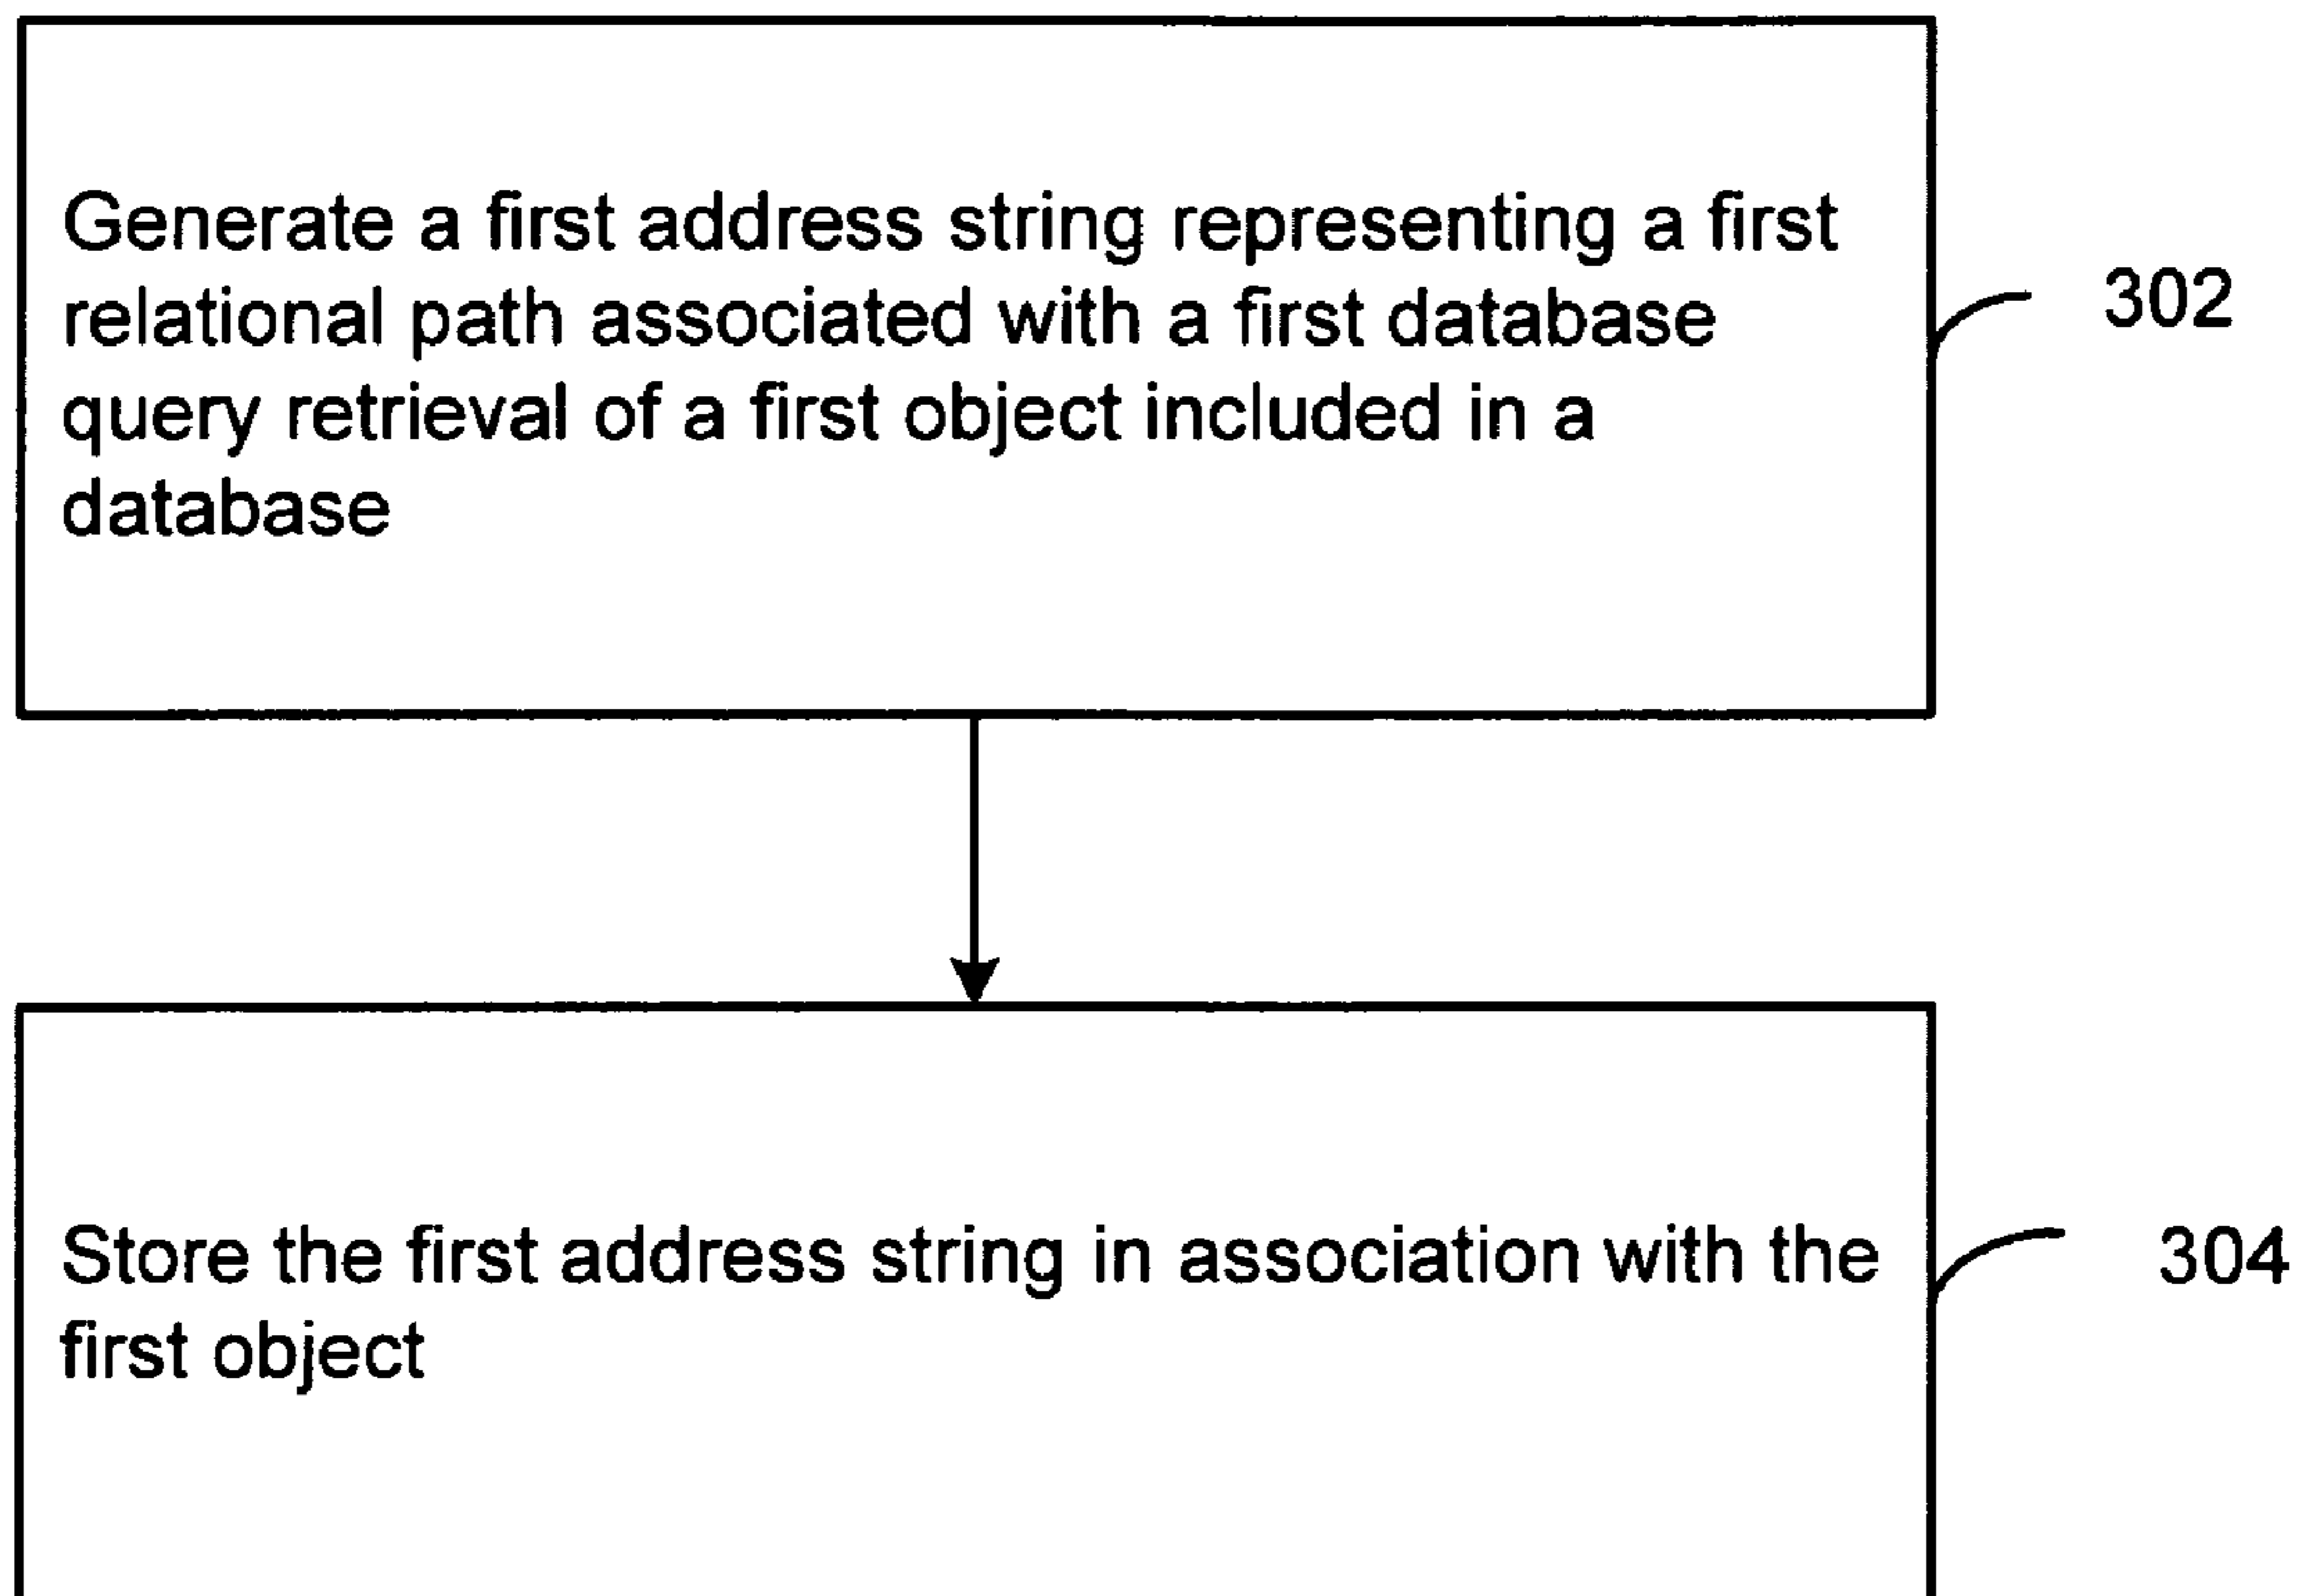 Generate a first address string representing a first
relational path associated with a first database
query retrieval of a first object included in a
database
302
Store the first address string in association with the
first object
304